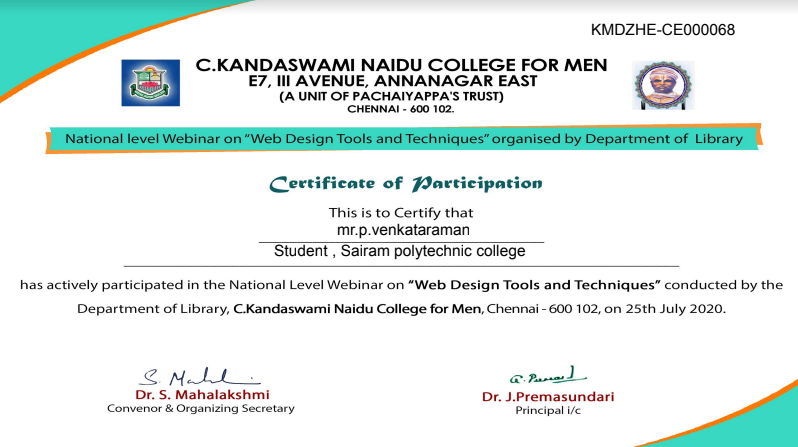 KMDZHE-CE000068
C.KANDASWAMI NAIDU COLLEGE FOR MEN
E7, III AVENUE, ANNANAGAR EAST
(A UNIT OF PACHAIYAPPA'S TRUST)
CHENNAI - 600 102.
National level Webinar on “Web Design Tools and Techniques” organised by Department of Library
Certificate of Participation
This is to Certify that
mr.p.venkataraman
Student , Sairam polytechnic college
has actively participated in the National Level Webinar on “Web Design Tools and Techniques” conducted by the
Department of Library, C.Kandaswami Naidu College for Men, Chennai - 600 102, on 25th July 2020.
Dr. S. Mahalakshmi
Convenor & Organizing Secretary
Dr. J.Premasundari
Principal i/c